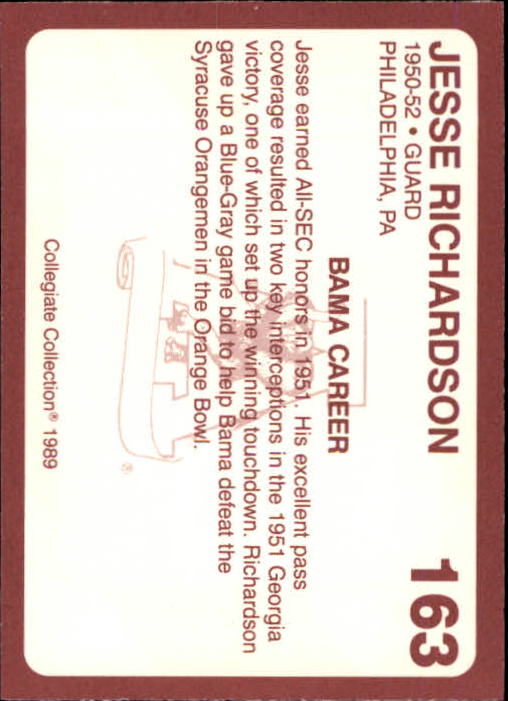 JESSE RICHARDSON 163
1950-52 • GUARD
PHILADELPHIA, PA
BAMA CAREER
Jesse earned All-SEC honors in 1951. His excellent pass
coverage resulted in two key interceptions in the 1951 Georgia
victory, one of which set up the winning touchdown. Richardson
gave up a Blue-Gray game bid to help Bama defeat the
Syracuse Orangemen in the Orange Bowl.
®
Collegiate Collection® 1989